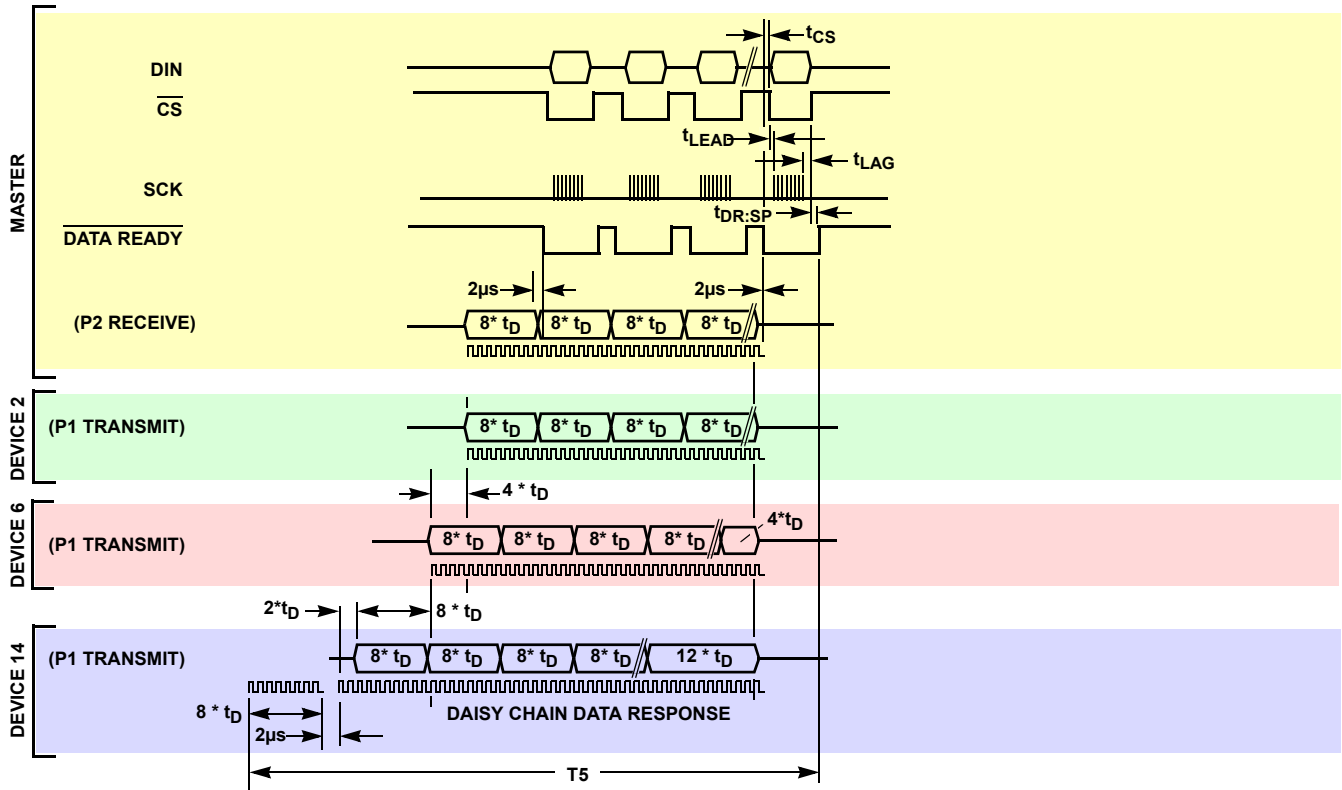 MASTER
tCS
DIN
CS
tLEAD
tLAG
SCK
tDR:SP
DATA READY
2µs
2µs
(P2 RECEIVE)
8* tD 8* tD 8* tD 8* tD
DEVICE 2
(P1 TRANSMIT)
8* tD 8* tD 8* tD 8* tD
4 * tD
DEVICE 6
(P1 TRANSMIT)
8* tD 8* tD 8* tD 8* tD
4*tD
2*tD
8 * tD
DEVICE 14
(P1 TRANSMIT)
8* tD 8* tD 8* tD 8* tD 12 * tD
8 * tD
DAISY CHAIN DATA RESPONSE
2µs
T5